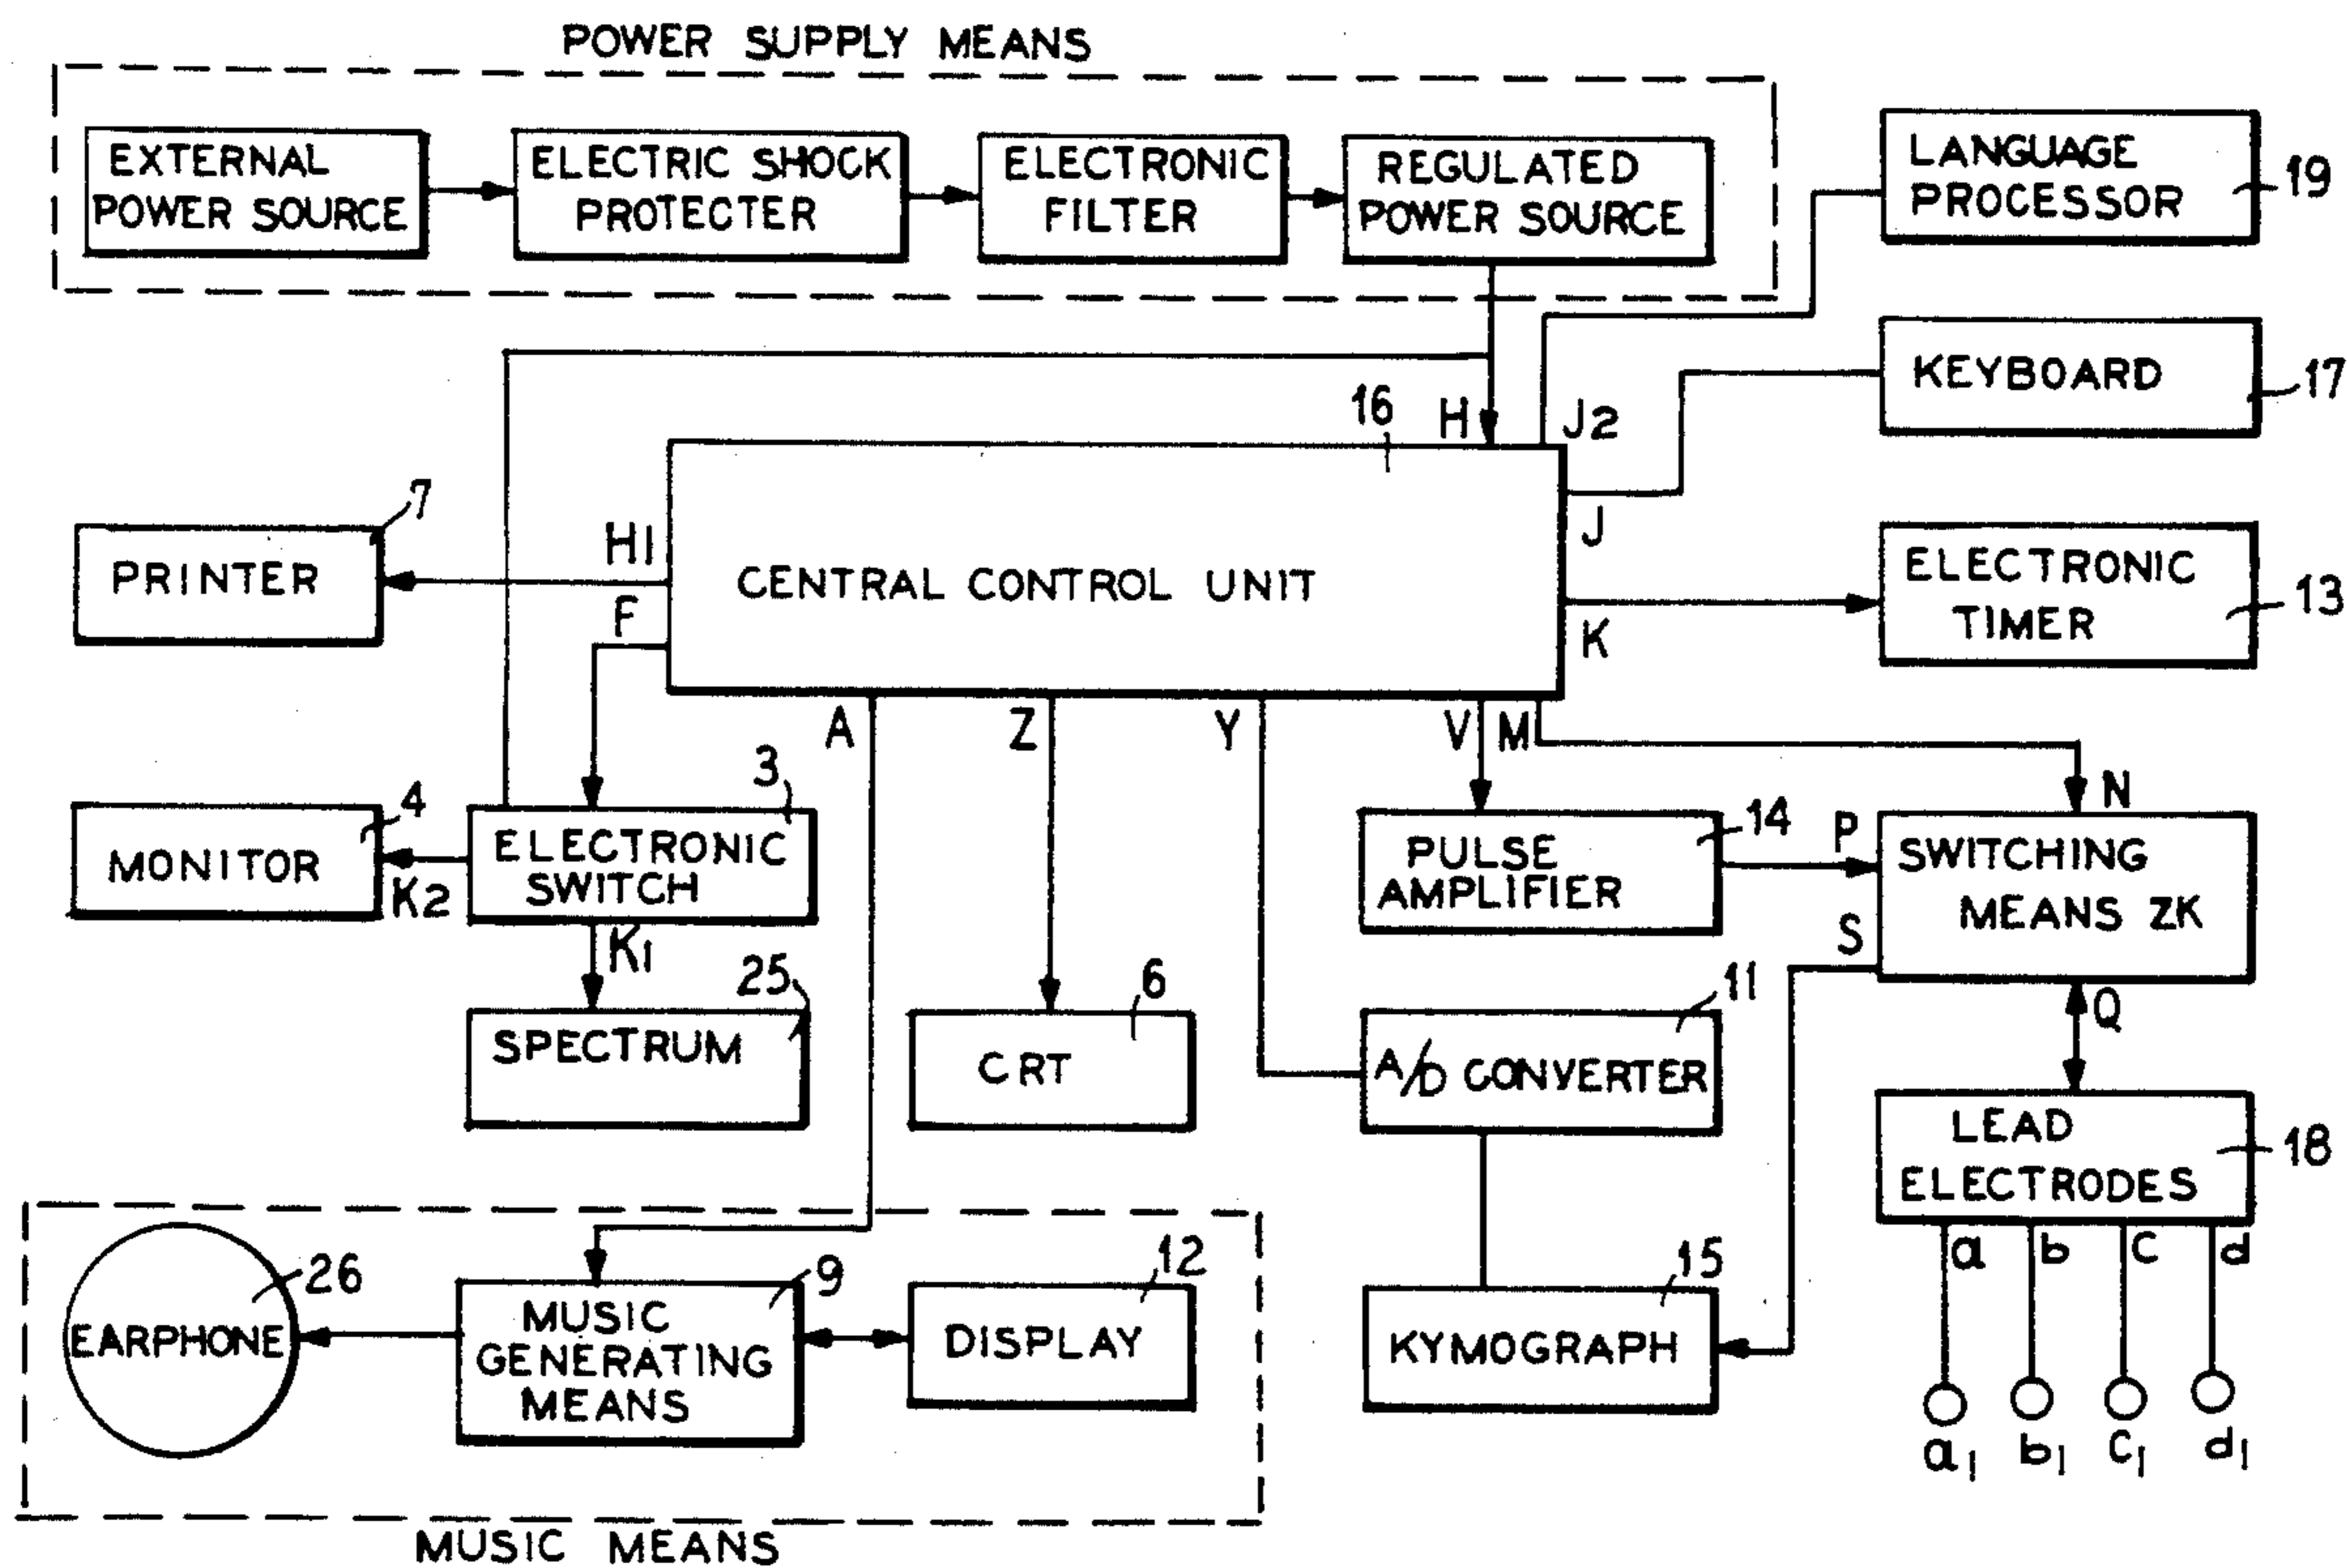 POWER SUPPLY MEANS
EXTERNAL
POWER SOURCE
ELECTRIC SHOCK
PROTECTER
ELECTRONIC
FILTER
REGULATED
POWER SOURCE
LANGUAGE
PROCESSOR
19
KEYBOARD
17
16
H
J2
J
7
PRINTER
H1
F
CENTRAL CONTROL UNIT
K
ELECTRONIC
TIMER
13
A
Z
Y
V
M
N
4
MONITOR
K2
3
ELECTRONIC
SWITCH
K1
PULSE
AMPLIFIER
14
P
S
SWITCHING
MEANS ZK
Q
25
SPECTRUM
6
CRT
11
A/D CONVERTER
LEAD
ELECTRODES
18
a
b
c
d
a1
b1
c1
d1
26
EARPHONE
9
MUSIC
GENERATING
MEANS
12
DISPLAY
15
KYMOGRAPH
MUSIC MEANS